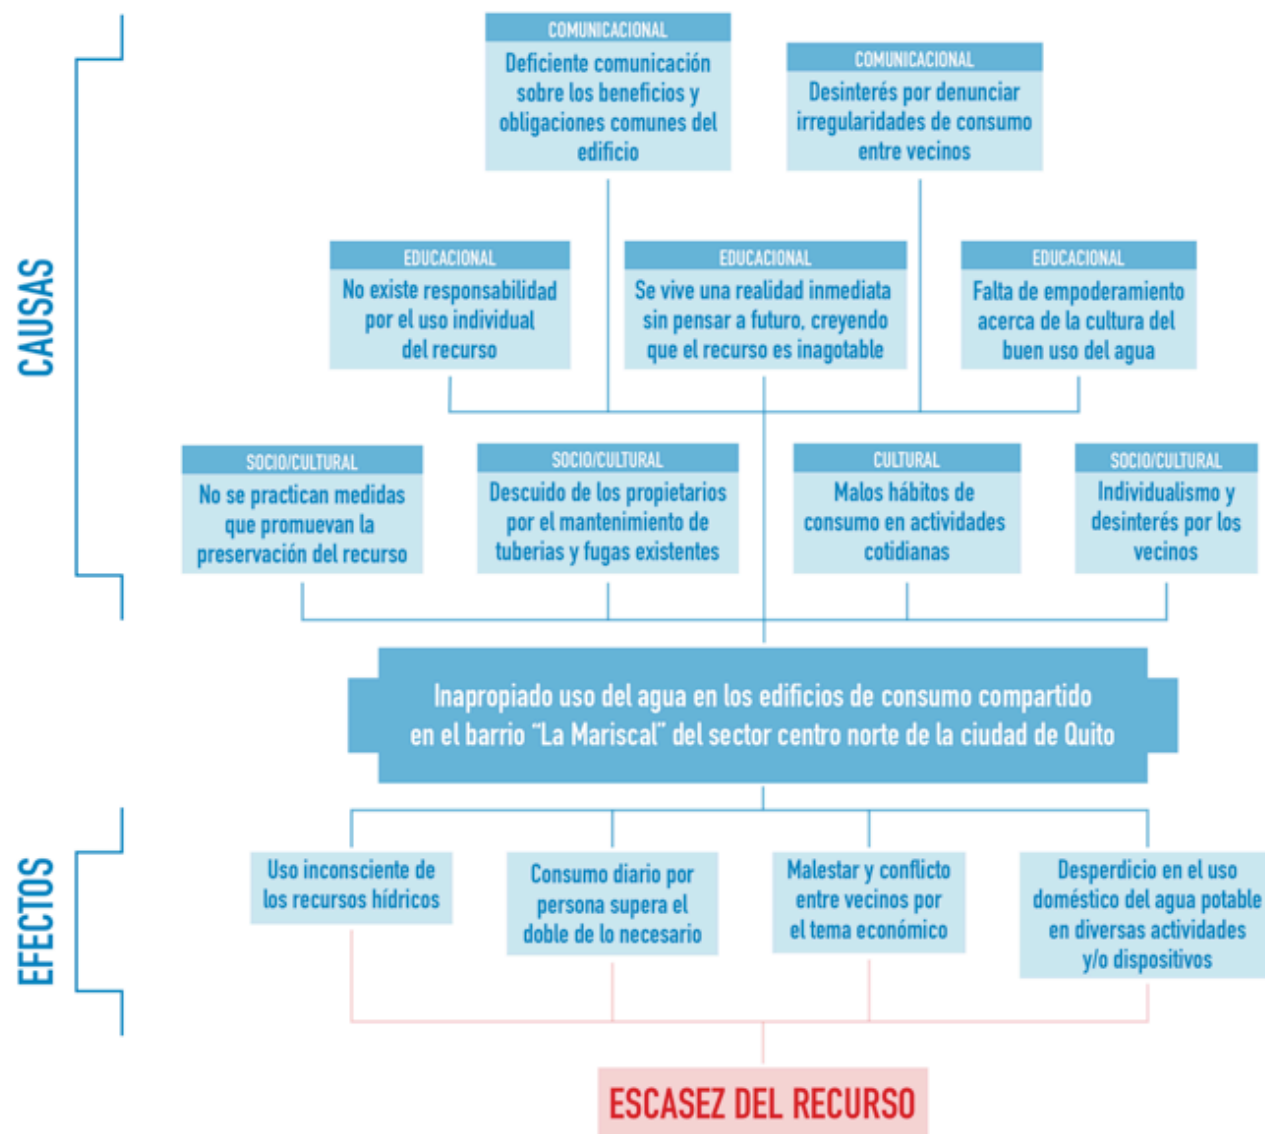 CAUSAS
COMUNICACIONAL
Deficiente comunicación
sobre los beneficios y
obligaciones comunes del
edificio
COMUNICACIONAL
Desinterés por denunciar
irregularidades de consumo
entre vecinos
EDUCACIONAL
No existe responsabilidad
por el uso individual
del recurso
EDUCACIONAL
Se vive una realidad inmediata
sin pensar a futuro, creyendo
que el recurso es inagotable
EDUCACIONAL
Falta de empoderamiento
acerca de la cultura del
buen uso del agua
SOCIO/CULTURAL
No se practican medidas
que promuevan la
preservación del recurso
SOCIO/CULTURAL
Descuido de los propietarios
por el mantenimiento de
tuberias y fugas existentes
CULTURAL
Malos hábitos de
consumo en actividades
cotidianas
SOCIO/CULTURAL
Individualismo y
desinterés por los
vecinos
Inapropiado uso del agua en los edificios de consumo compartido
en el barrio “La Mariscal” del sector centro norte de la ciudad de Quito
EFECTOS
Uso inconsciente de
los recursos hídricos
Consumo diario por
persona supera el
doble de lo necesario
Malestar y conflicto
entre vecinos por
el tema económico
Desperdicio en el uso
doméstico del agua potable
en diversas actividades
y/o dispositivos
ESCASEZ DEL RECURSO